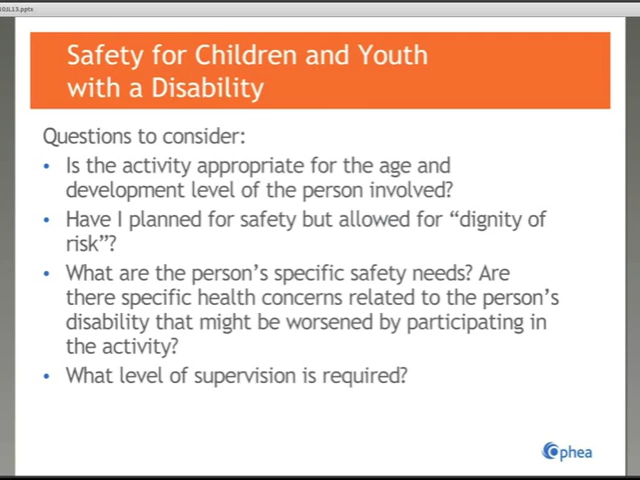 10JL13.pptx
Safety for Children and Youth
with a Disability
Questions to consider:
• Is the activity appropriate for the age and
development level of the person involved?
• Have I planned for safety but allowed for “dignity of
risk”?
• What are the person’s specific safety needs? Are
there specific health concerns related to the person’s
disability that might be worsened by participating in
the activity?
• What level of supervision is required?
Ophea